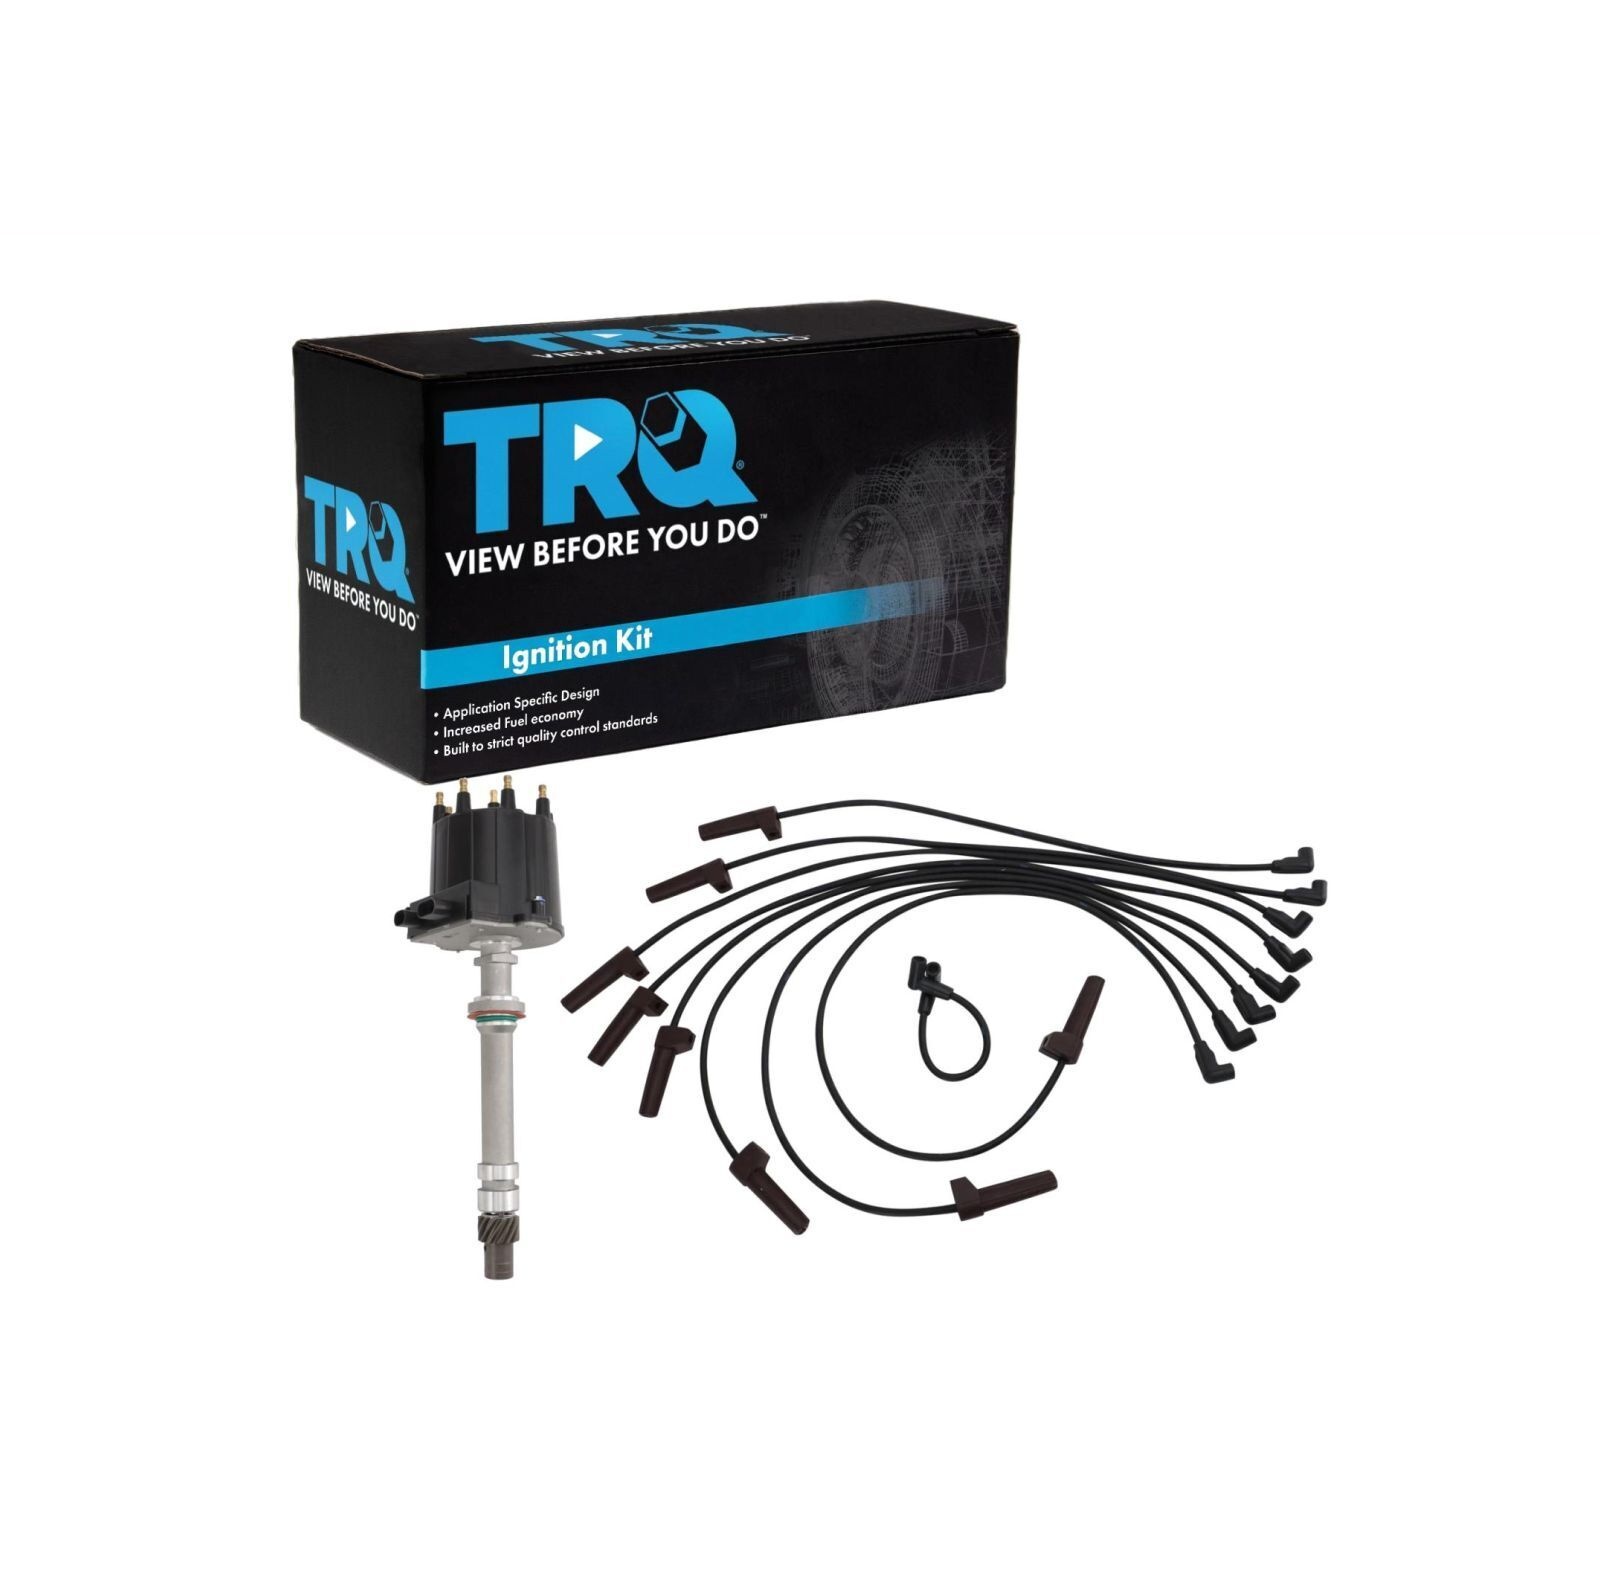 TRQ
VIEW BEFORE YOU DO™
TRQ®
VIEW BEFORE YOU DO™
TRQ
VIEW BEFORE YOU DO™
Ignition Kit
• Application Specific Design
• Increased Fuel economy
• Built to strict quality control standards